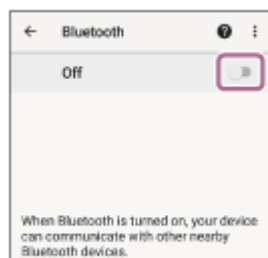 Bluetooth
Off
When Bluetooth is turned on, your device
can communicate with other nearby
Bluetooth devices.